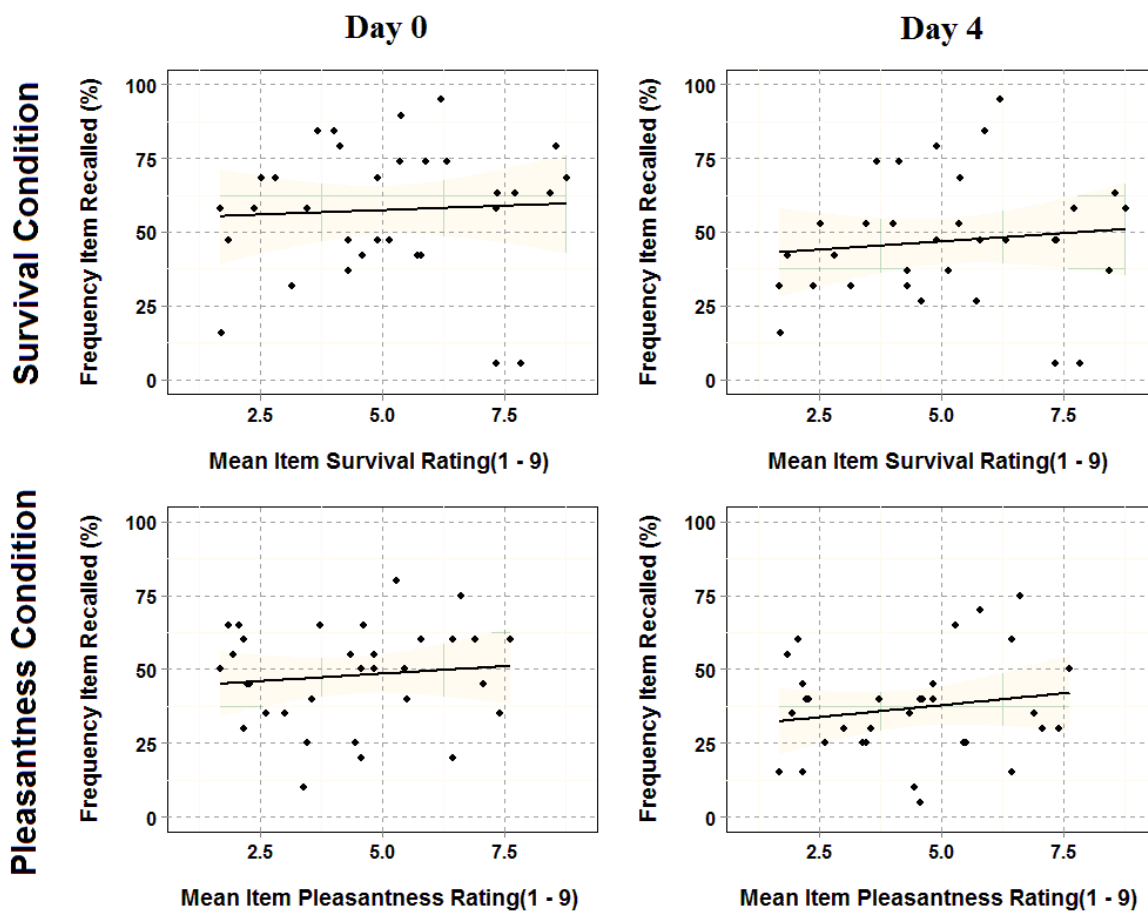 Day 0
Day 4
Survival Condition
Frequency Item Recalled (%)
100
75
50
25
0
2.5
5.0
7.5
Mean Item Survival Rating(1 - 9)
Frequency Item Recalled (%)
100
75
50
25
0
2.5
5.0
7.5
Mean Item Survival Rating(1 - 9)
Pleasantness Condition
Frequency Item Recalled (%)
100
75
50
25
0
2.5
5.0
7.5
Mean Item Pleasantness Rating(1 - 9)
Frequency Item Recalled (%)
100
75
50
25
0
2.5
5.0
7.5
Mean Item Pleasantness Rating(1 - 9)